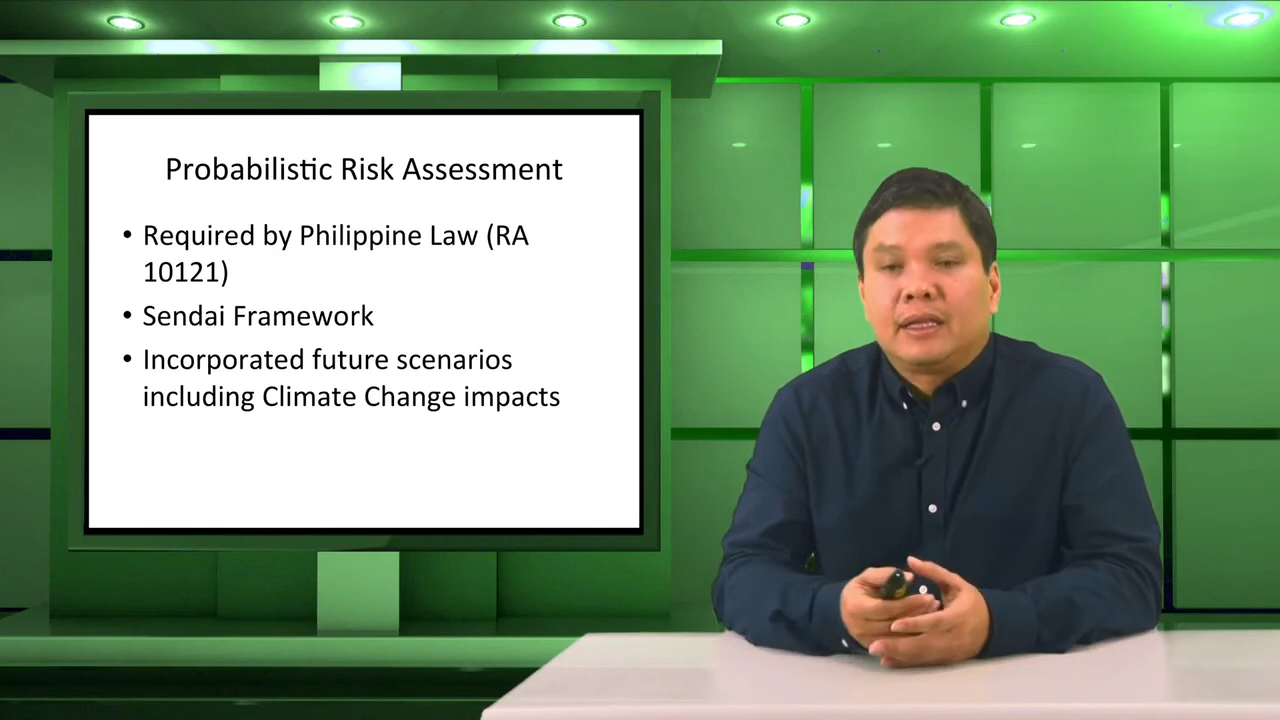 Probabilistic Risk Assessment
• Required by Philippine Law (RA
10121)
• Sendai Framework
• Incorporated future scenarios
including Climate Change impacts